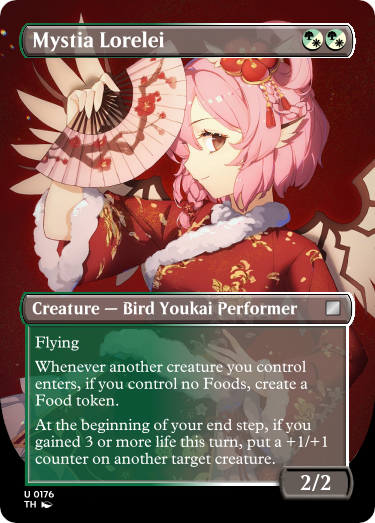 Mystia Lorelei
Creature — Bird Youkai Performer
Flying
Whenever another creature you control
enters, if you control no Foods, create a
Food token.
At the beginning of your end step, if you
gained 3 or more life this turn, put a +1/+1
counter on another target creature.
2/2
U 0176
TH